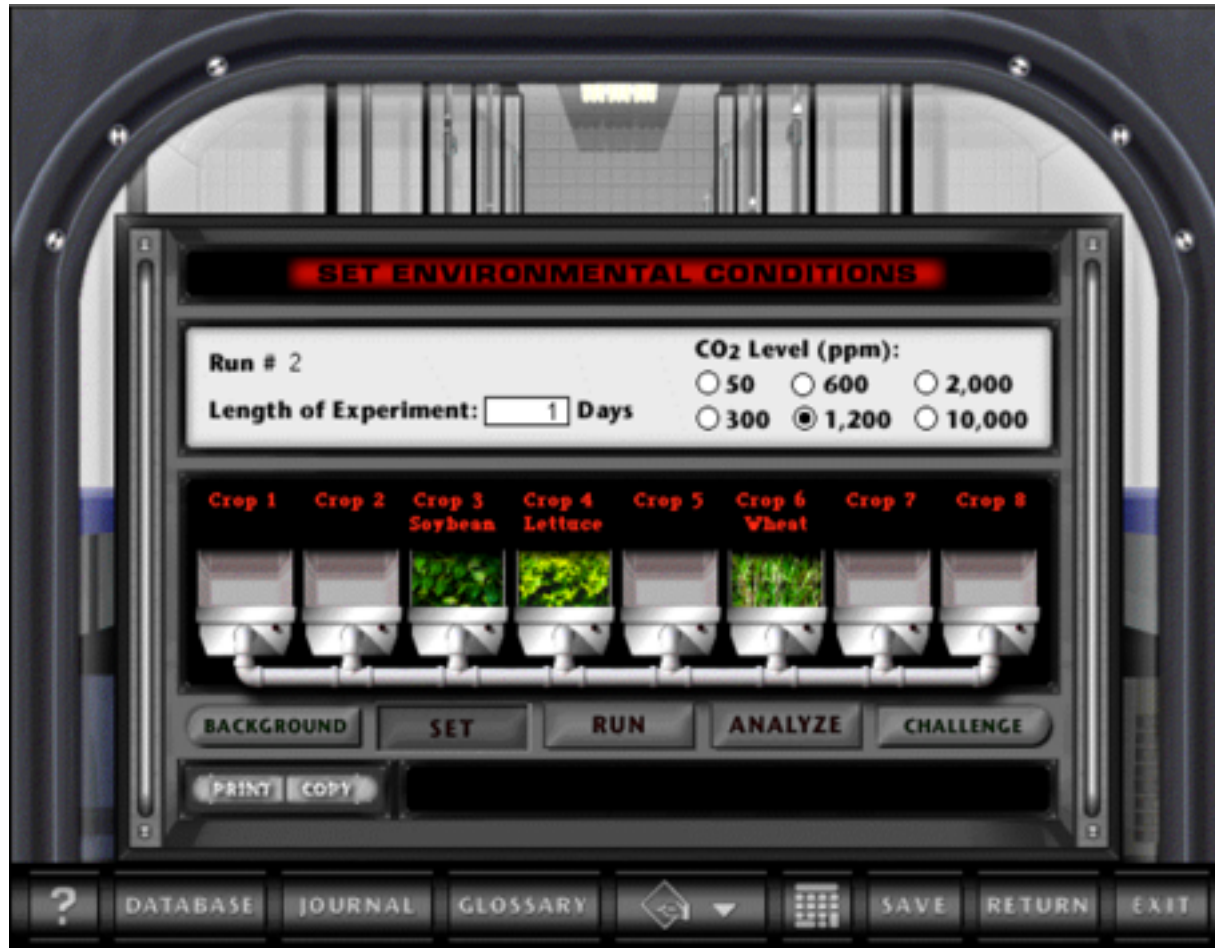 SET ENVIRONMENTAL CONDITIONS
Run # 2
Length of Experiment: 1 Days
CO2 Level (ppm):
50 600 2,000
300 1,200 10,000
Crop 1 Crop 2 Crop 3 Crop 4 Crop 5 Crop 6 Crop 7 Crop 8
Soybean Lettuce Wheat
BACKGROUND SET RUN ANALYZE CHALLENGE
PRINT COPY
? DATABASE JOURNAL GLOSSARY SAVE RETURN EXIT